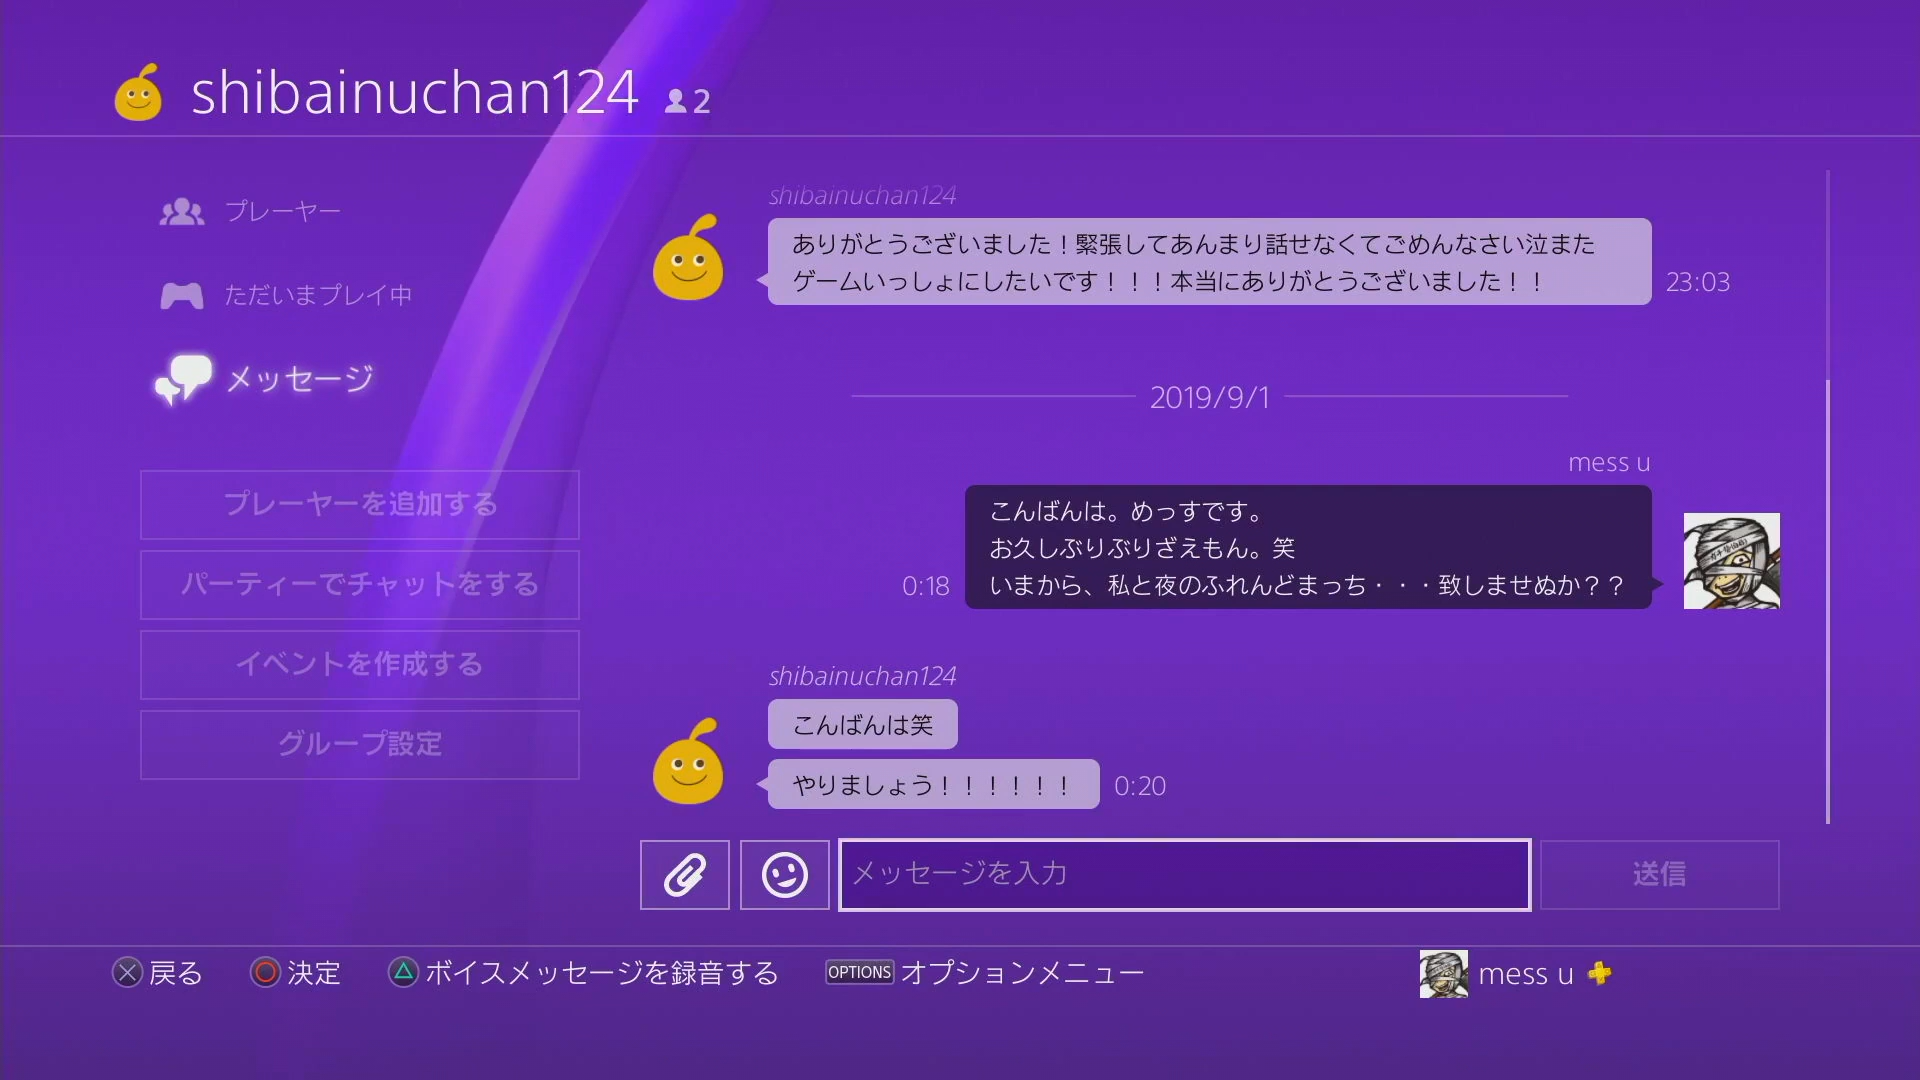 shibainuchan124 2
プレーヤー
ただいまプレイ中
メッセージ
プレーヤーを追加する
パーティーでチャットをする
イベントを作成する
グループ設定
shibainuchan124
ありがとうございました！緊張してあんまり話せなくてごめんなさい泣また
ゲームいっしょにしたいです！！！本当にありがとうございました！！
23:03
2019/9/1
mess u
こんばんは。めっすです。
お久しぶりぶりざえもん。笑
いまから、私と夜のふれんどまっち・・・致しませぬか？？
0:18
shibainuchan124
こんばんは笑
やりましょう！！！！！！
0:20
メッセージを入力
送信
戻る 決定 ボイスメッセージを録音する OPTIONS オプションメニュー mess u